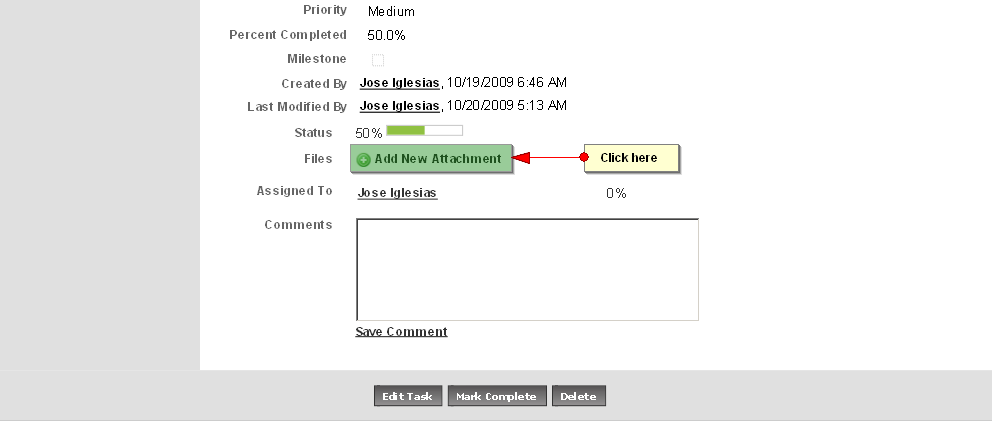 Priority Medium
Percent Completed 50.0%
Milestone
Created By Jose Iglesias, 10/19/2009 6:46 AM
Last Modified By Jose Iglesias, 10/20/2009 5:13 AM
Status 50%
Files Add New Attachment Click here
Assigned To Jose Iglesias 0%
Comments
Save Comment
Edit Task Mark Complete Delete